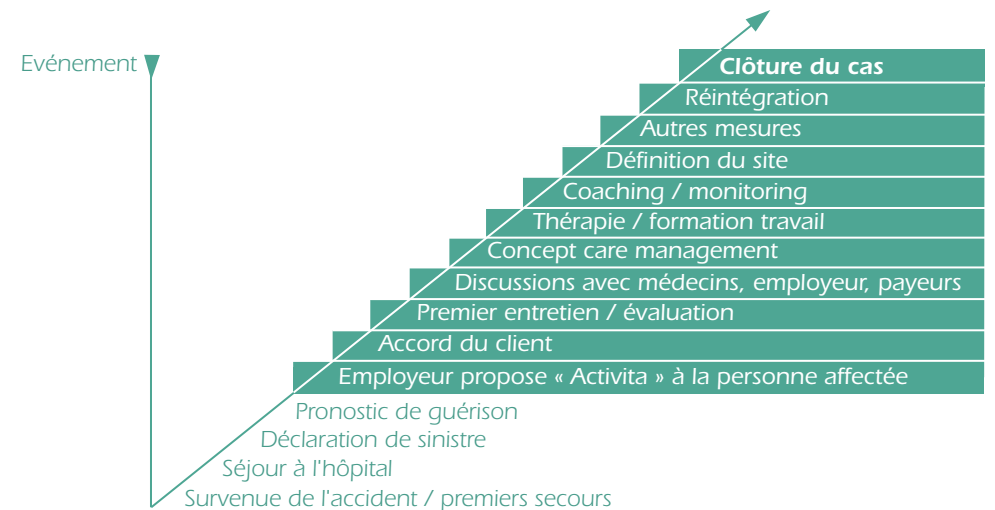 Evénement
Clôture du cas
Réintégration
Autres mesures
Définition du site
Coaching / monitoring
Thérapie / formation travail
Concept care management
Discussions avec médecins, employeur, payeurs
Premier entretien / évaluation
Accord du client
Employeur propose « Activita » à la personne affectée
Pronostic de guérison
Déclaration de sinistre
Séjour à l'hôpital
Survenue de l'accident / premiers secours